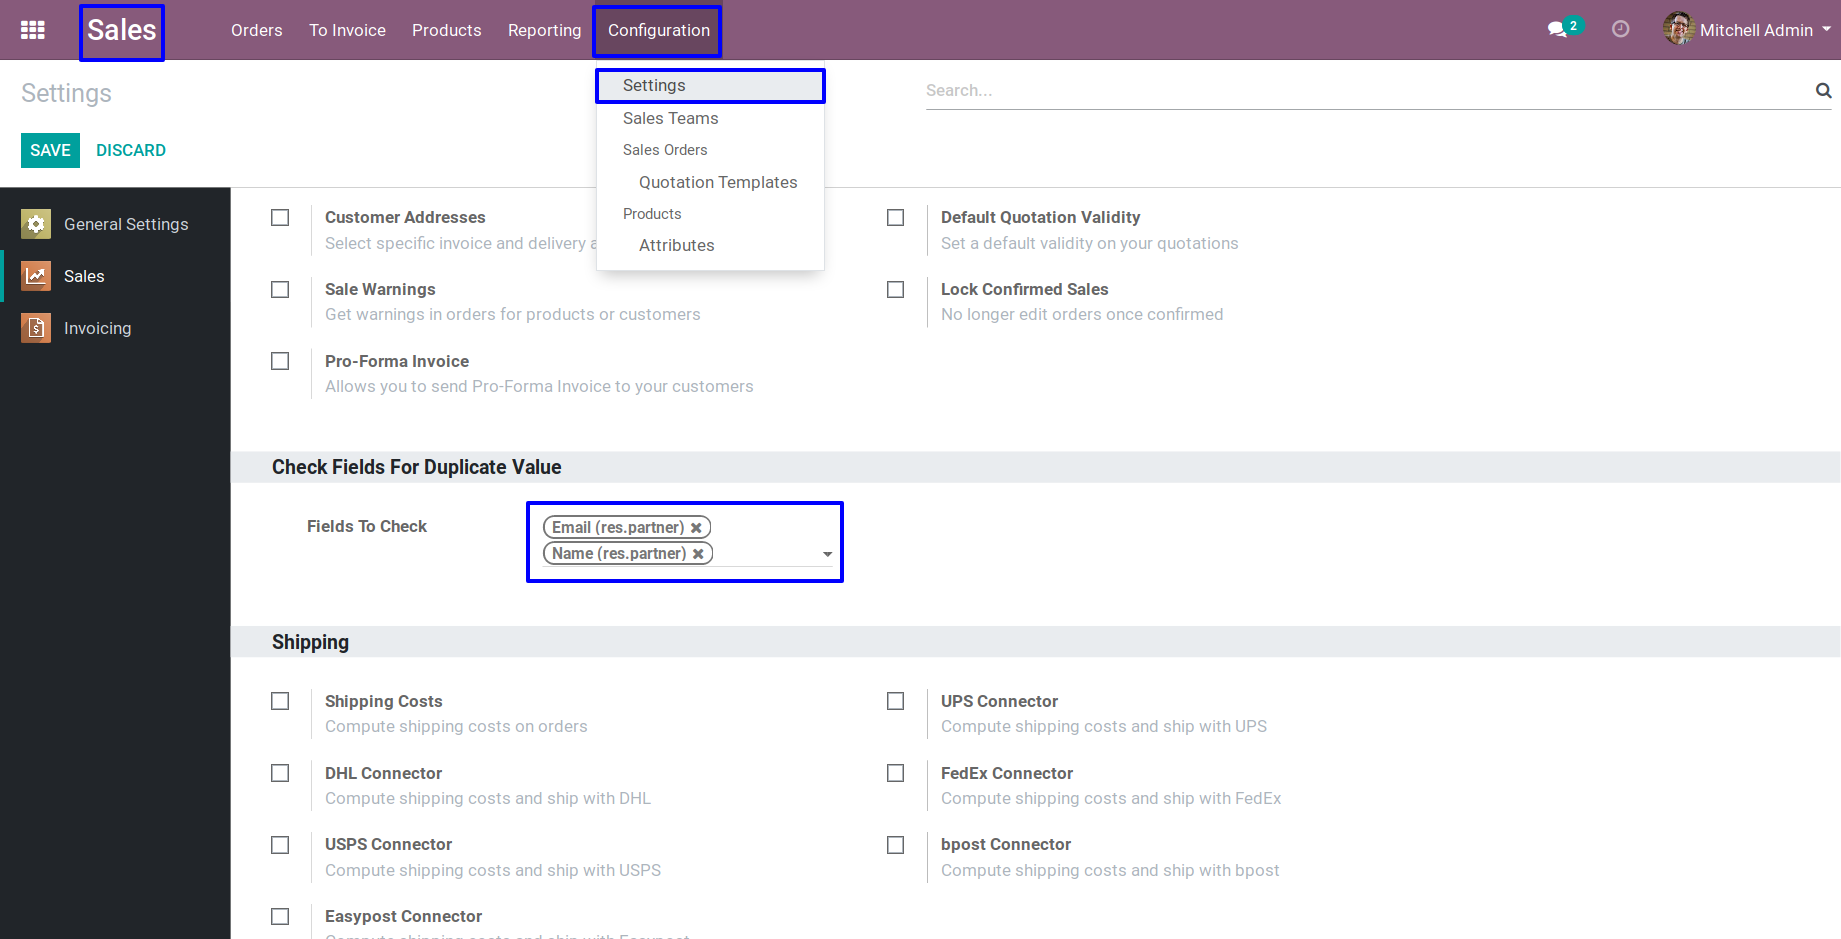 Sales Orders To Invoice Products Reporting Configuration 2 Mitchell Admin
Settings
Search...
SAVE DISCARD
Settings
Sales Teams
Sales Orders
Quotation Templates
Products
Attributes
General Settings
Sales
Invoicing
Customer Addresses
Select specific invoice and delivery
Default Quotation Validity
Set a default validity on your quotations
Sale Warnings
Get warnings in orders for products or customers
Lock Confirmed Sales
No longer edit orders once confirmed
Pro-Forma Invoice
Allows you to send Pro-Forma Invoice to your customers
Check Fields For Duplicate Value
Fields To Check
Email (res.partner) ✖
Name (res.partner) ✖
Shipping
Shipping Costs
Compute shipping costs on orders
UPS Connector
Compute shipping costs and ship with UPS
DHL Connector
Compute shipping costs and ship with DHL
FedEx Connector
Compute shipping costs and ship with FedEx
USPS Connector
Compute shipping costs and ship with USPS
bpost Connector
Compute shipping costs and ship with bpost
Easypost Connector